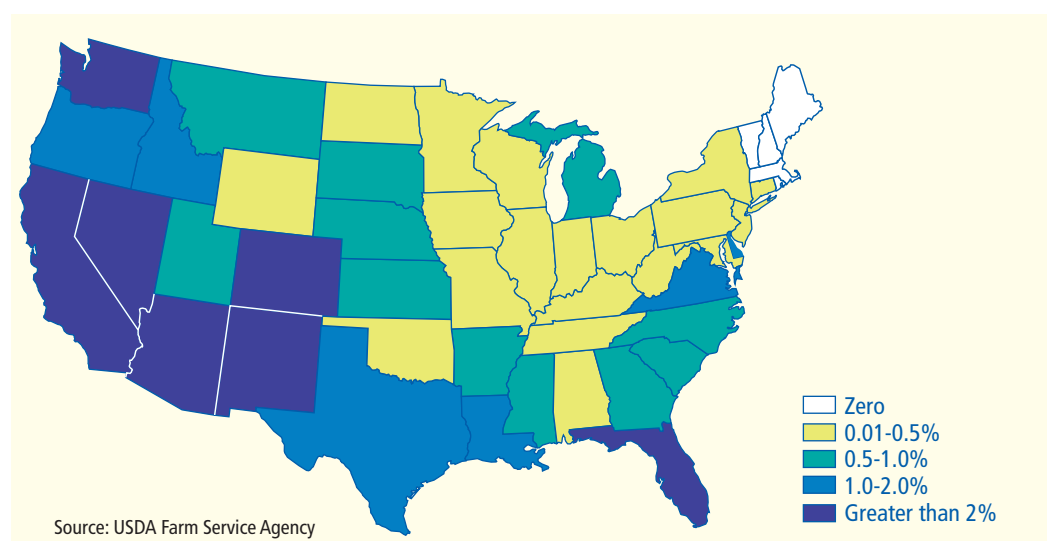 Zero
0.01-0.5%
0.5-1.0%
1.0-2.0%
Greater than 2%
Source: USDA Farm Service Agency